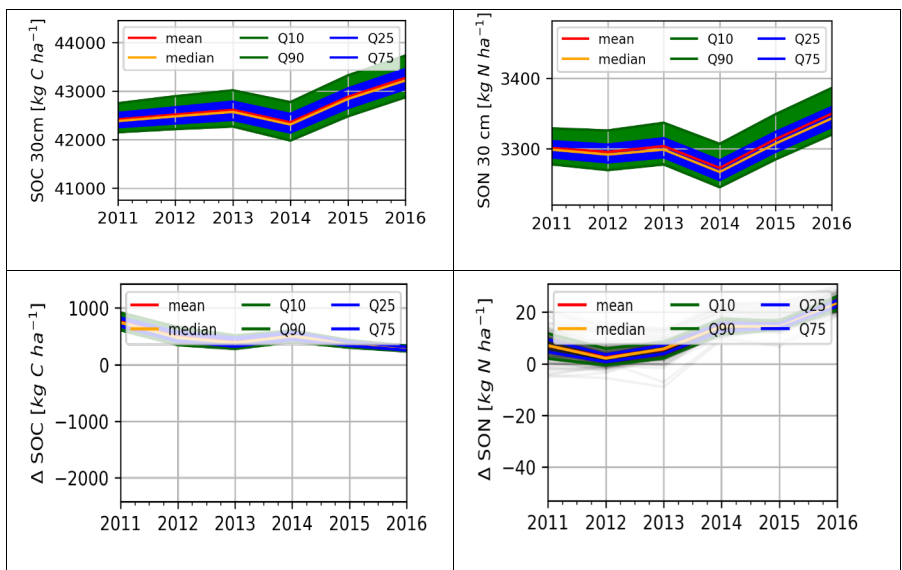 SOC 30cm [kg C ha⁻¹]
44000
43000
42000
41000
mean Q10 Q25
median Q90 Q75
2011 2012 2013 2014 2015 2016
SON 30 cm [kg N ha⁻¹]
3400
3300
mean Q10 Q25
median Q90 Q75
2011 2012 2013 2014 2015 2016
Δ SOC [kg C ha⁻¹]
1000
0
−1000
−2000
mean Q10 Q25
median Q90 Q75
2011 2012 2013 2014 2015 2016
Δ SON [kg N ha⁻¹]
20
0
−20
−40
mean Q10 Q25
median Q90 Q75
2011 2012 2013 2014 2015 2016